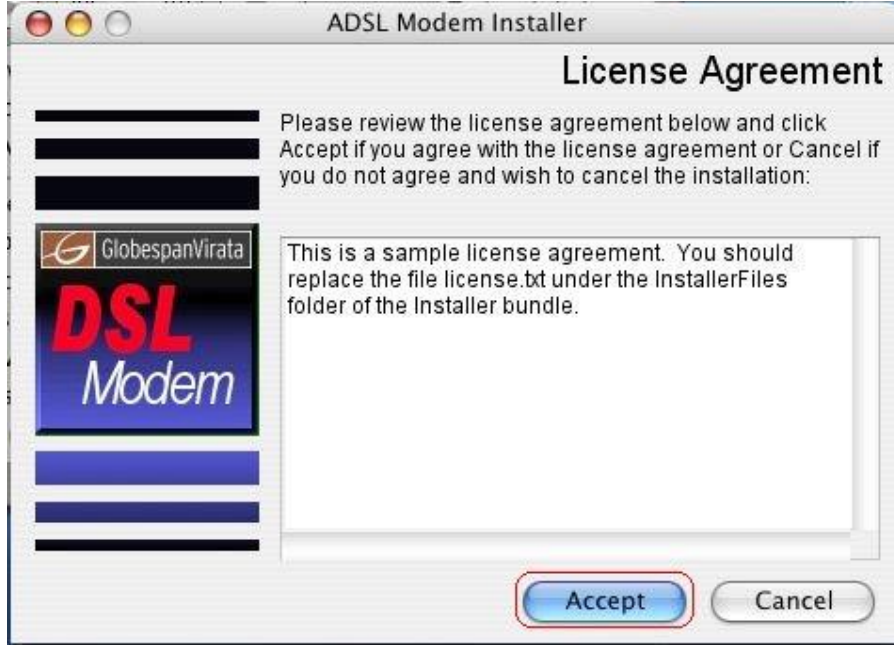 ADSL Modem Installer
License Agreement
Please review the license agreement below and click
Accept if you agree with the license agreement or Cancel if
you do not agree and wish to cancel the installation:
GlobespanVirata
DSL
Modem
This is a sample license agreement. You should
replace the file license.txt under the InstallerFiles
folder of the Installer bundle.
Accept
Cancel